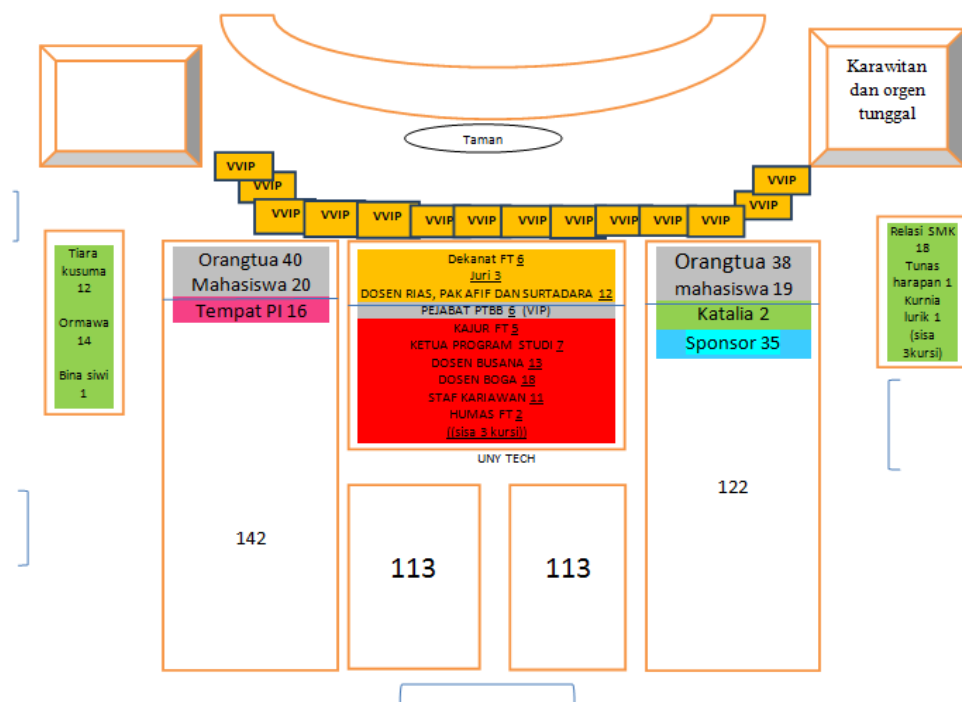 Karawitan
dan orgen
tunggal
Taman
VVIP
VVIP
VVIP
VVIP
VVIP
VVIP
VVIP
VVIP
VVIP
VVIP
VVIP
VVIP
VVIP
VVIP
Tiara
kusuma
12
Ormawa
14
Bina siwi
1
Orangtua 40
Mahasiswa 20
Tempat PI 16
142
Dekanat FT 6
Juri 3
DOSEN RIAS, PAK AFIF DAN SURTADARA 12
PEJABAT PTBB 6 (VIP)
KAJUR FT 5
KETUA PROGRAM STUDI 7
DOSEN BUSANA 13
DOSEN BOGA 18
STAF KARIAWAN 11
HUMAS FT 2
((sisa 3 kursi))
UNY TECH
113
113
Orangtua 38
mahasiswa 19
Katalia 2
Sponsor 35
122
Relasi SMK
18
Tunas
harapan 1
Kurnia
lurik 1
(sisa
3kursi)